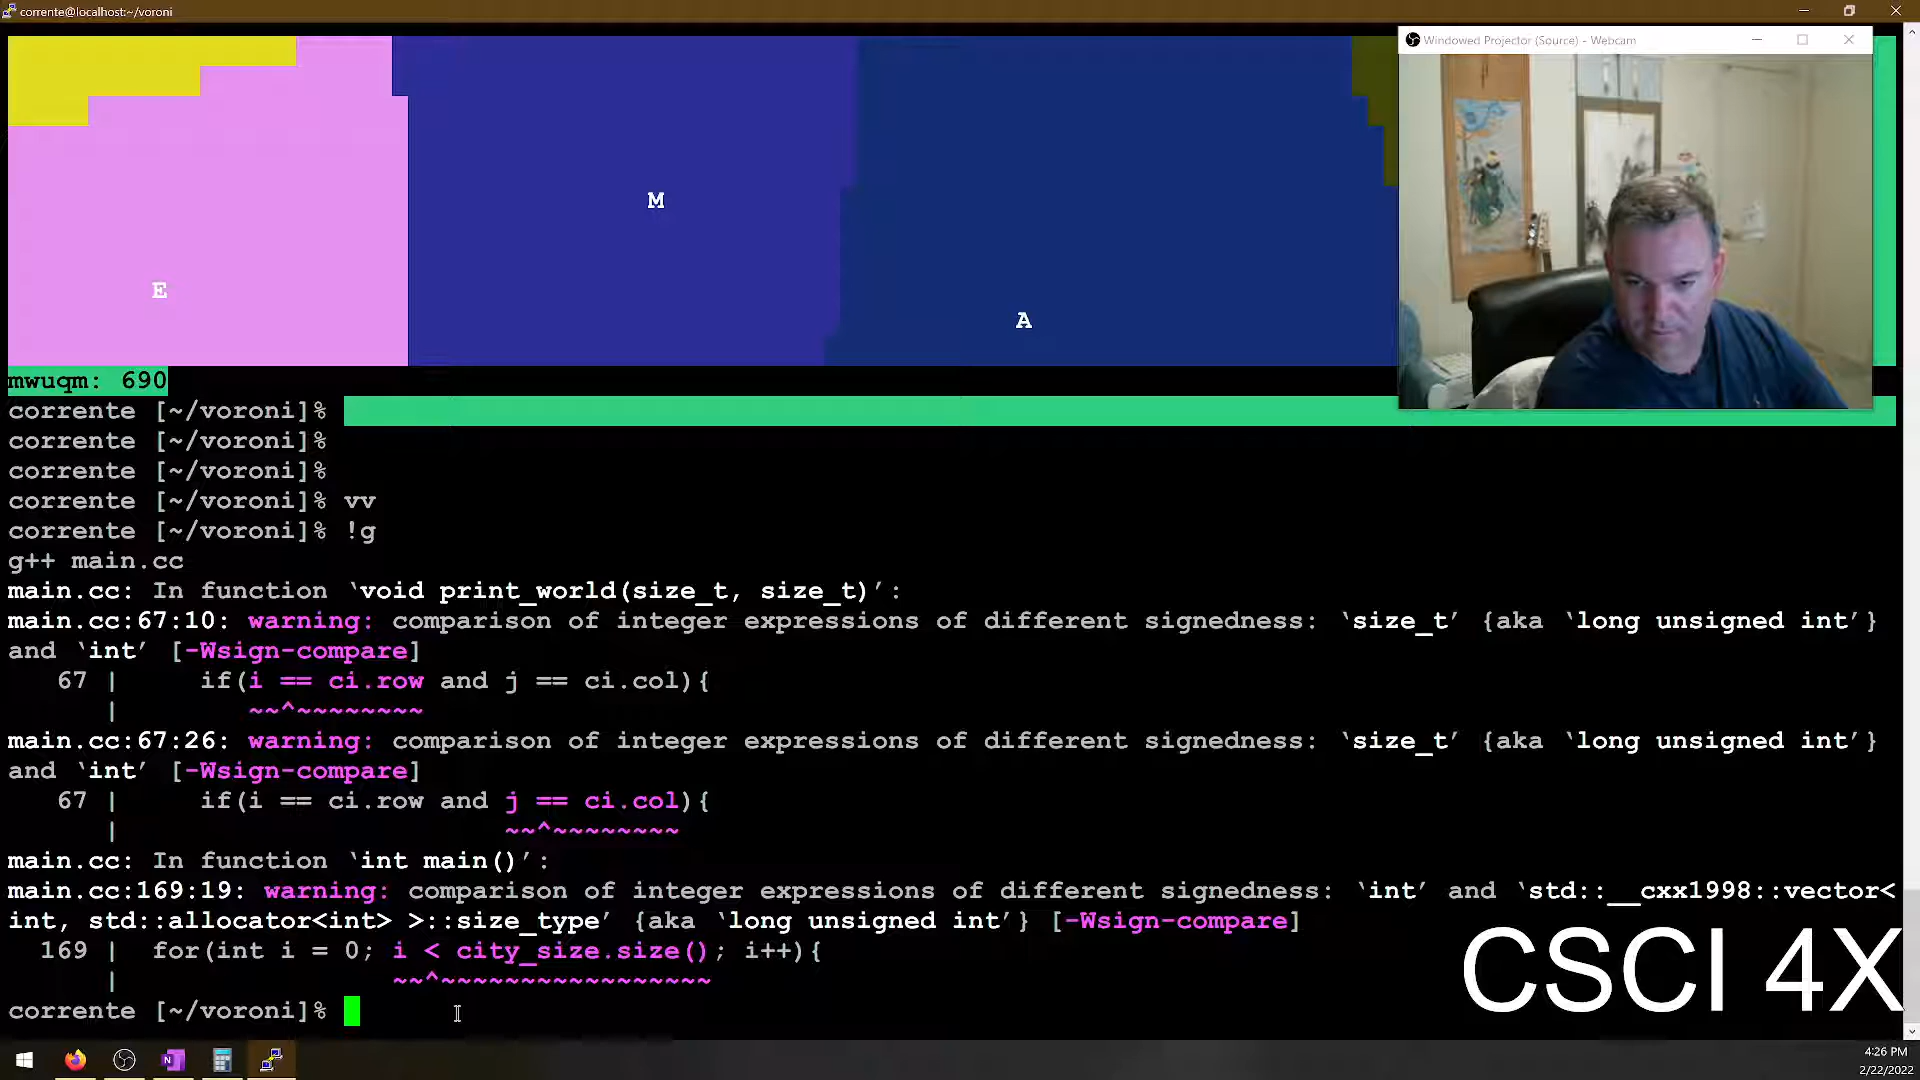 corrente@localhost:~/voroni
Windowed Projector (Source) - Webcam
M
E
A
mwuqm: 690
corrente [~/voroni]%
corrente [~/voroni]%
corrente [~/voroni]%
corrente [~/voroni]% vv
corrente [~/voroni]% !g
g++ main.cc
main.cc: In function ‘void print_world(size_t, size_t)’:
main.cc:67:10: warning: comparison of integer expressions of different signedness: ‘size_t’ {aka ‘long unsigned int’}
and ‘int’ [-Wsign-compare]
67 |     if(i == ci.row and j == ci.col){
|        ~~^~~~~~~~~
main.cc:67:26: warning: comparison of integer expressions of different signedness: ‘size_t’ {aka ‘long unsigned int’}
and ‘int’ [-Wsign-compare]
67 |     if(i == ci.row and j == ci.col){
|                        ~~^~~~~~~~~
main.cc: In function ‘int main()’:
main.cc:169:19: warning: comparison of integer expressions of different signedness: ‘int’ and ‘std::__cxx1998::vector<
int, std::allocator<int> >::size_type’ {aka ‘long unsigned int’} [-Wsign-compare]
169 |  for(int i = 0; i < city_size.size(); i++){
|                 ~~^~~~~~~~~~~~~~~~~~
corrente [~/voroni]%
CSCI 4X
N
4:26 PM
2/22/2022